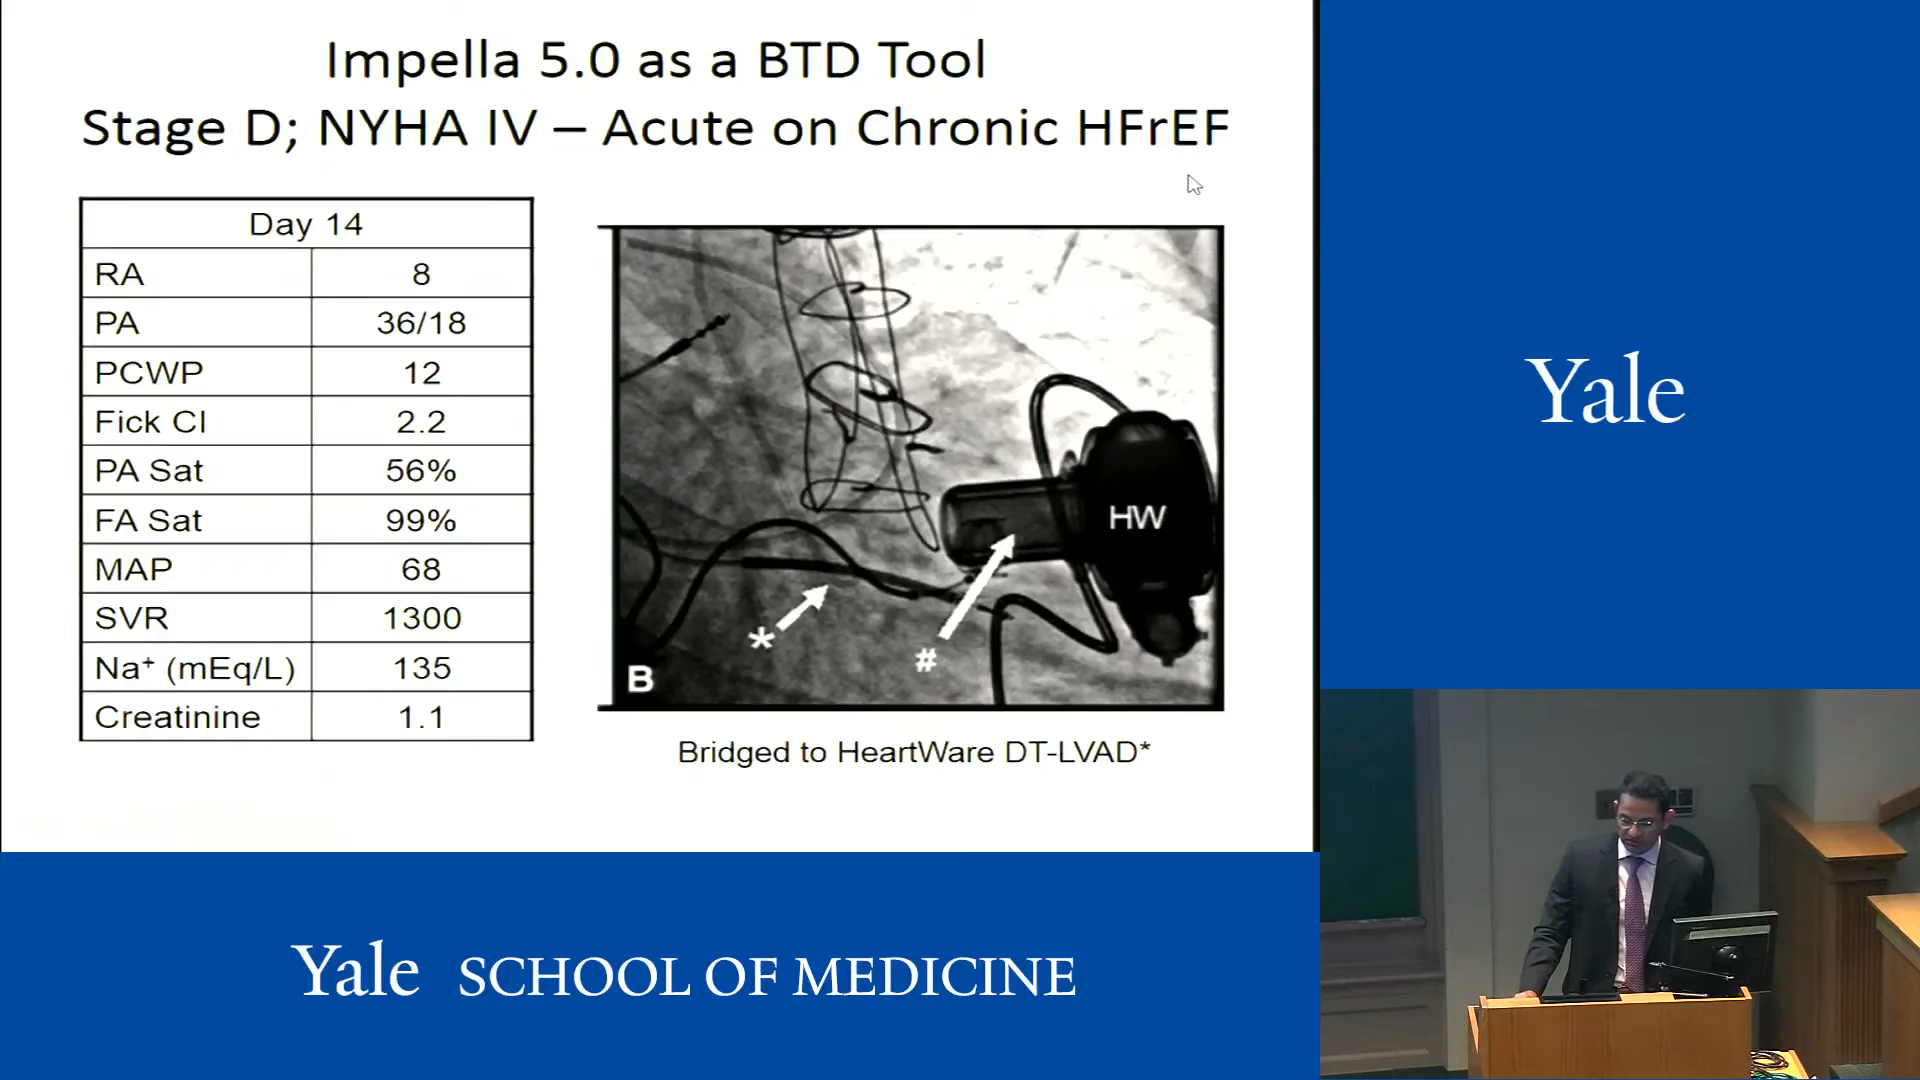 Impella 5.0 as a BTD Tool
Stage D; NYHA IV – Acute on Chronic HFrEF
Day 14
RA 8
PA 36/18
PCWP 12
Fick CI 2.2
PA Sat 56%
FA Sat 99%
MAP 68
SVR 1300
Na⁺ (mEq/L) 135
Creatinine 1.1
HW
*
#
B
Bridged to HeartWare DT-LVAD*
Yale
Yale SCHOOL OF MEDICINE